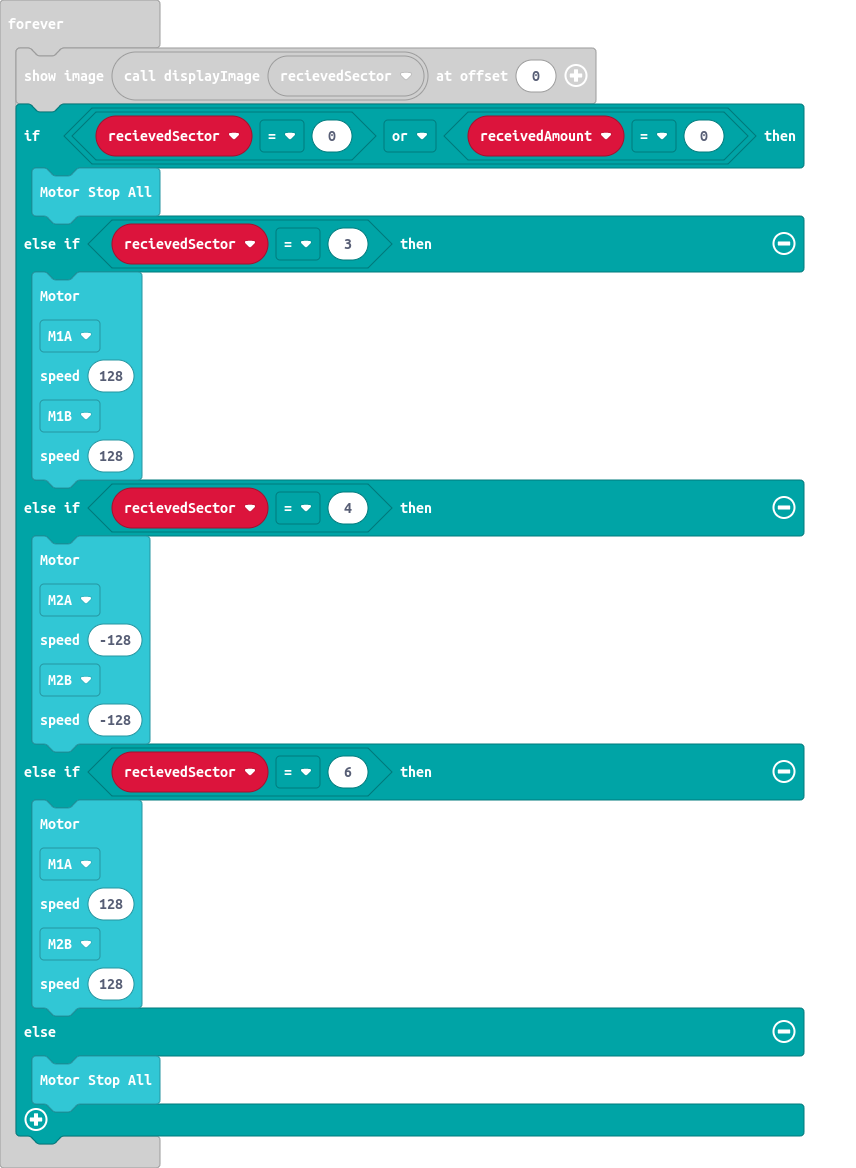 forever
show image call displayImage recievedSector at offset 0
if recievedSector = 0 or receivedAmount = 0 then
Motor Stop All
else if recievedSector = 3 then
Motor
M1A
speed 128
M1B
speed 128
else if recievedSector = 4 then
Motor
M2A
speed -128
M2B
speed -128
else if recievedSector = 6 then
Motor
M1A
speed 128
M2B
speed 128
else
Motor Stop All